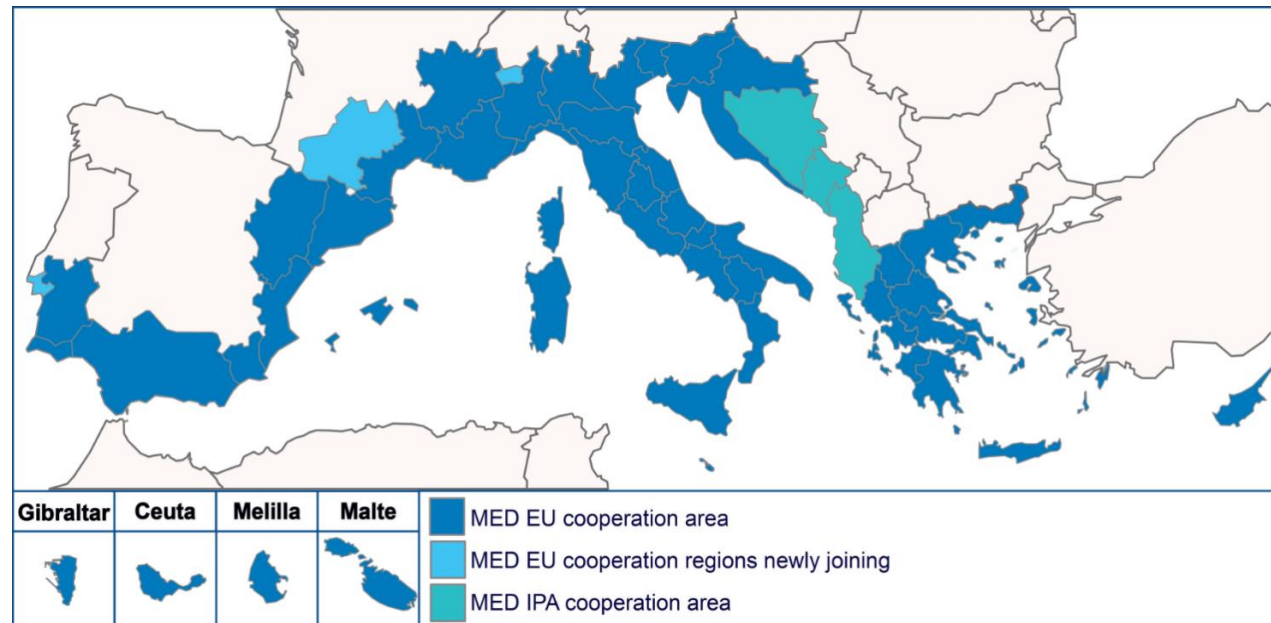 Gibraltar
Ceuta
Melilla
Malte
MED EU cooperation area
MED EU cooperation regions newly joining
MED IPA cooperation area